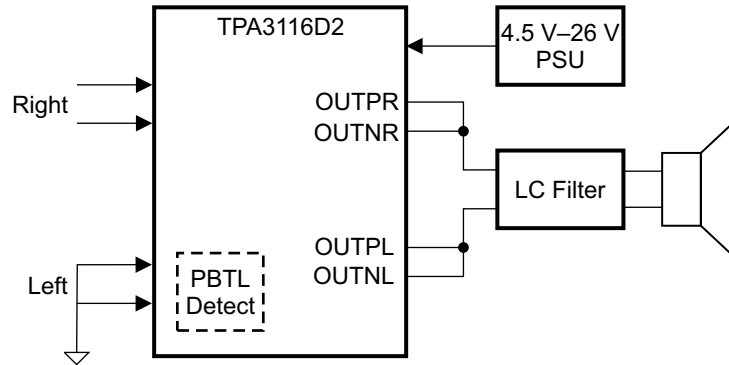 TPA3116D2
4.5 V–26 V
PSU
Right
OUTPR
OUTNR
LC Filter
OUTPL
OUTNL
Left
PBTL
Detect